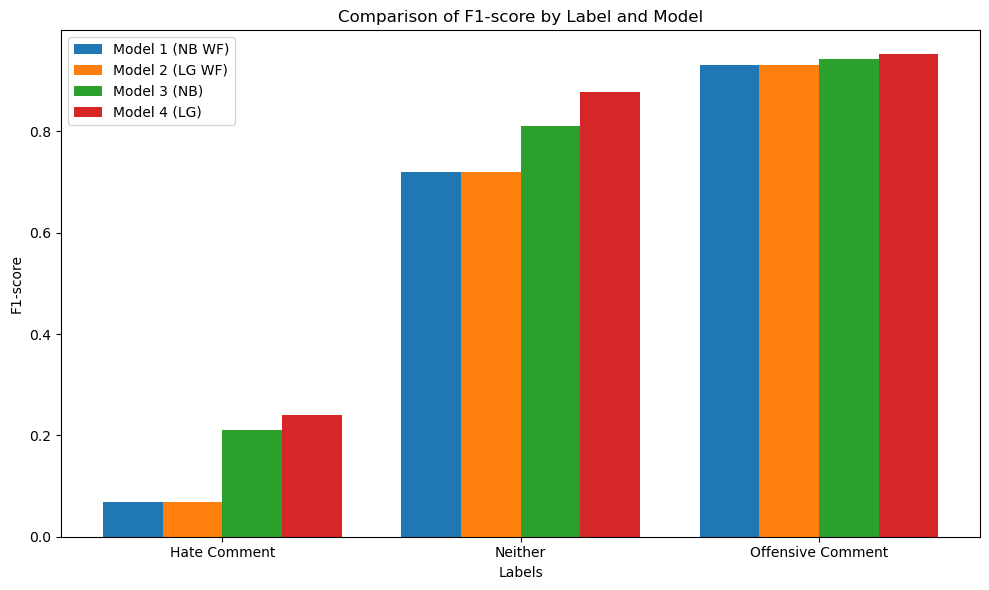 Comparison of F1-score by Label and Model
Model 1 (NB WF)
Model 2 (LG WF)
Model 3 (NB)
Model 4 (LG)
F1-score
0.8
0.6
0.4
0.2
0.0
Hate Comment
Neither
Offensive Comment
Labels